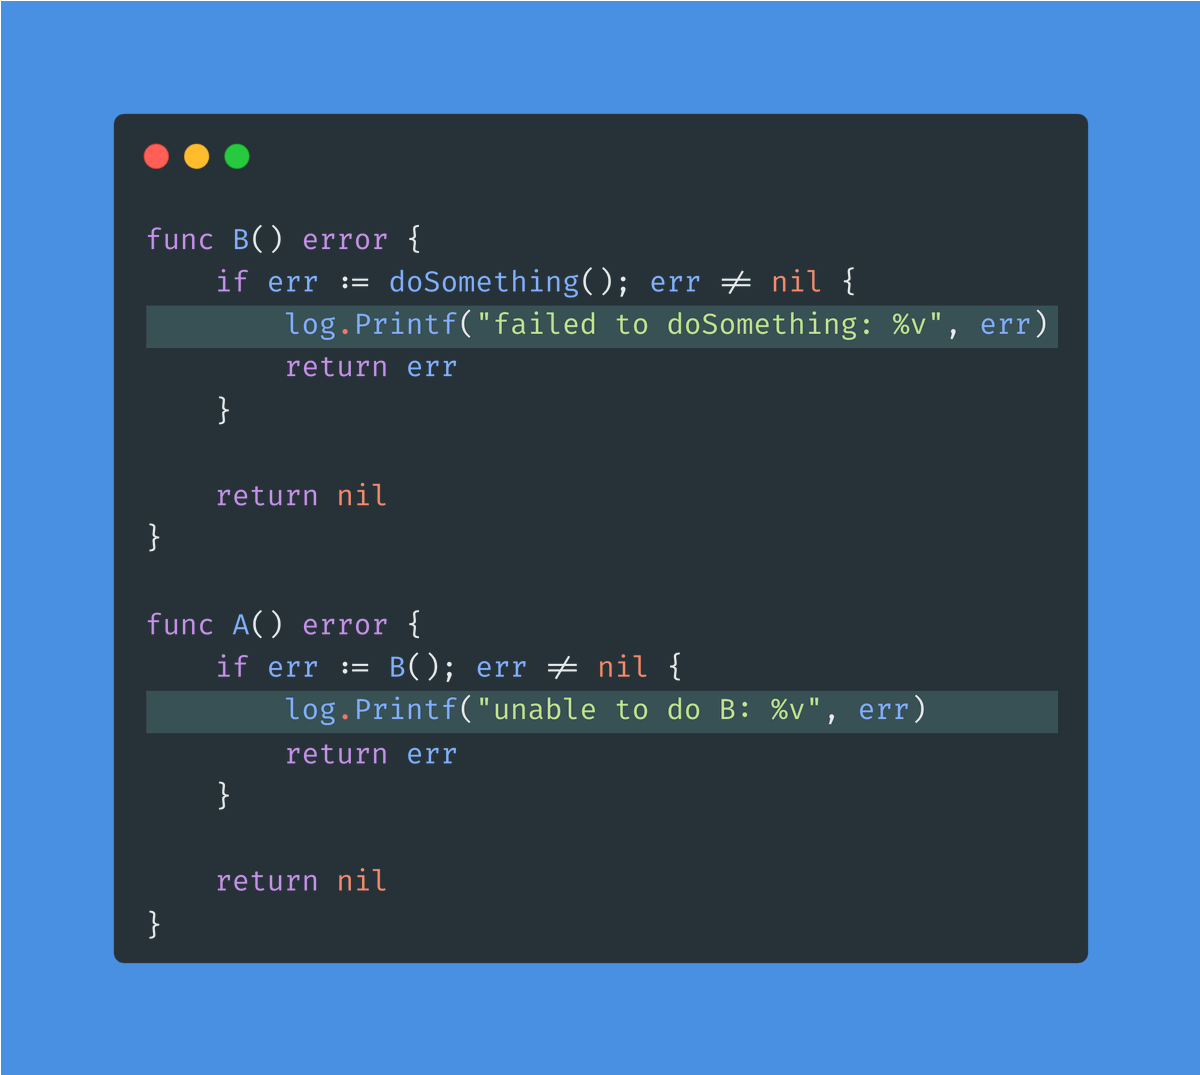 func B() error {
    if err := doSomething(); err != nil {
        log.Printf("failed to doSomething: %v", err)
        return err
    }

    return nil
}

func A() error {
    if err := B(); err != nil {
        log.Printf("unable to do B: %v", err)
        return err
    }

    return nil
}